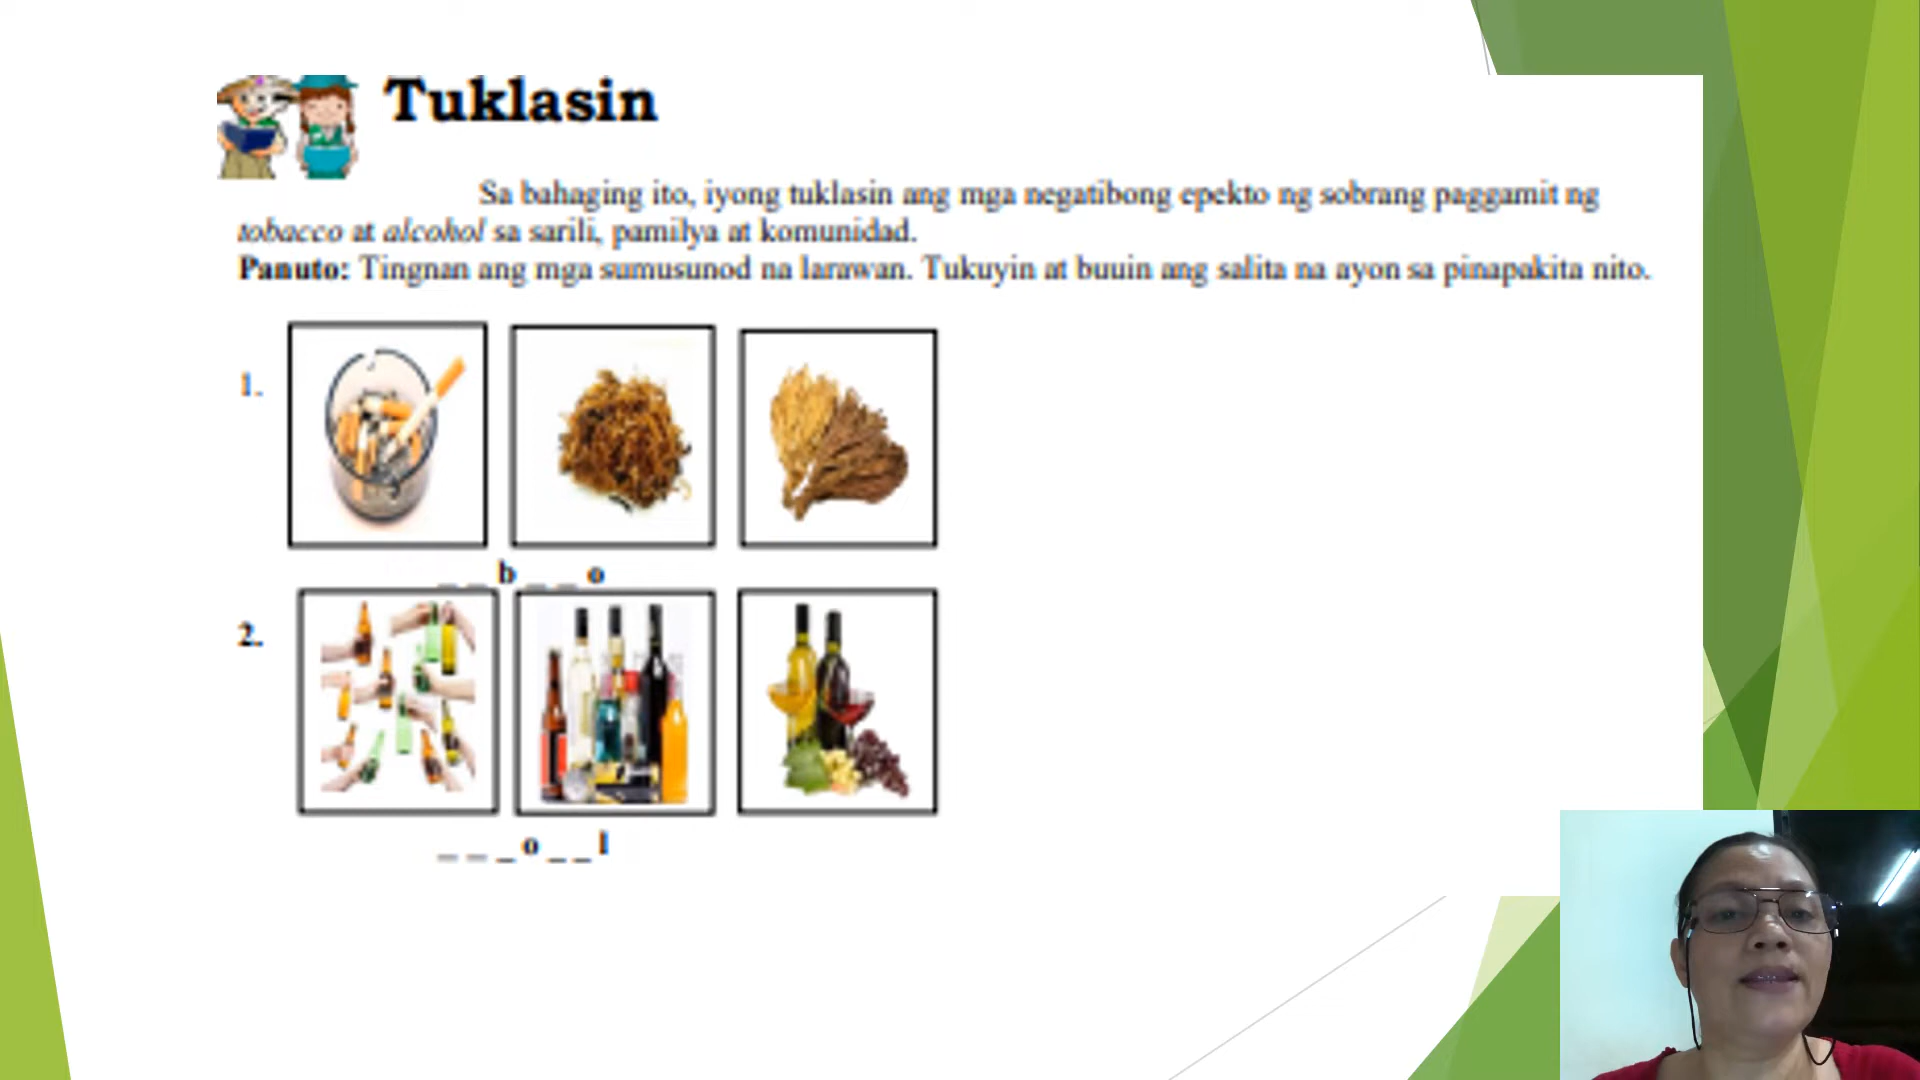 Tuklasin
Sa bahaging ito, iyong tuklasin ang mga negatibong epekto ng sobrang paggamit ng
tobacco at alcohol sa sarili, pamilya at komunidad.
Panuto: Tingnan ang mga sumusunod na larawan. Tukuyin at buuin ang salita na ayon sa pinapakita nito.
1.
_ _ b _ _ o
2.
_ _ _ o _ _ l